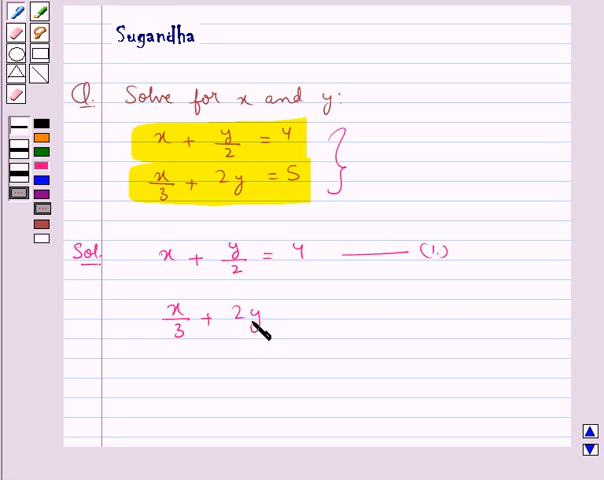 Sugandha
Q. Solve for x and y:
x + y/2 = 4
x/3 + 2y = 5
Sol. x + y/2 = 4 ——— (1.)
x/3 + 2y